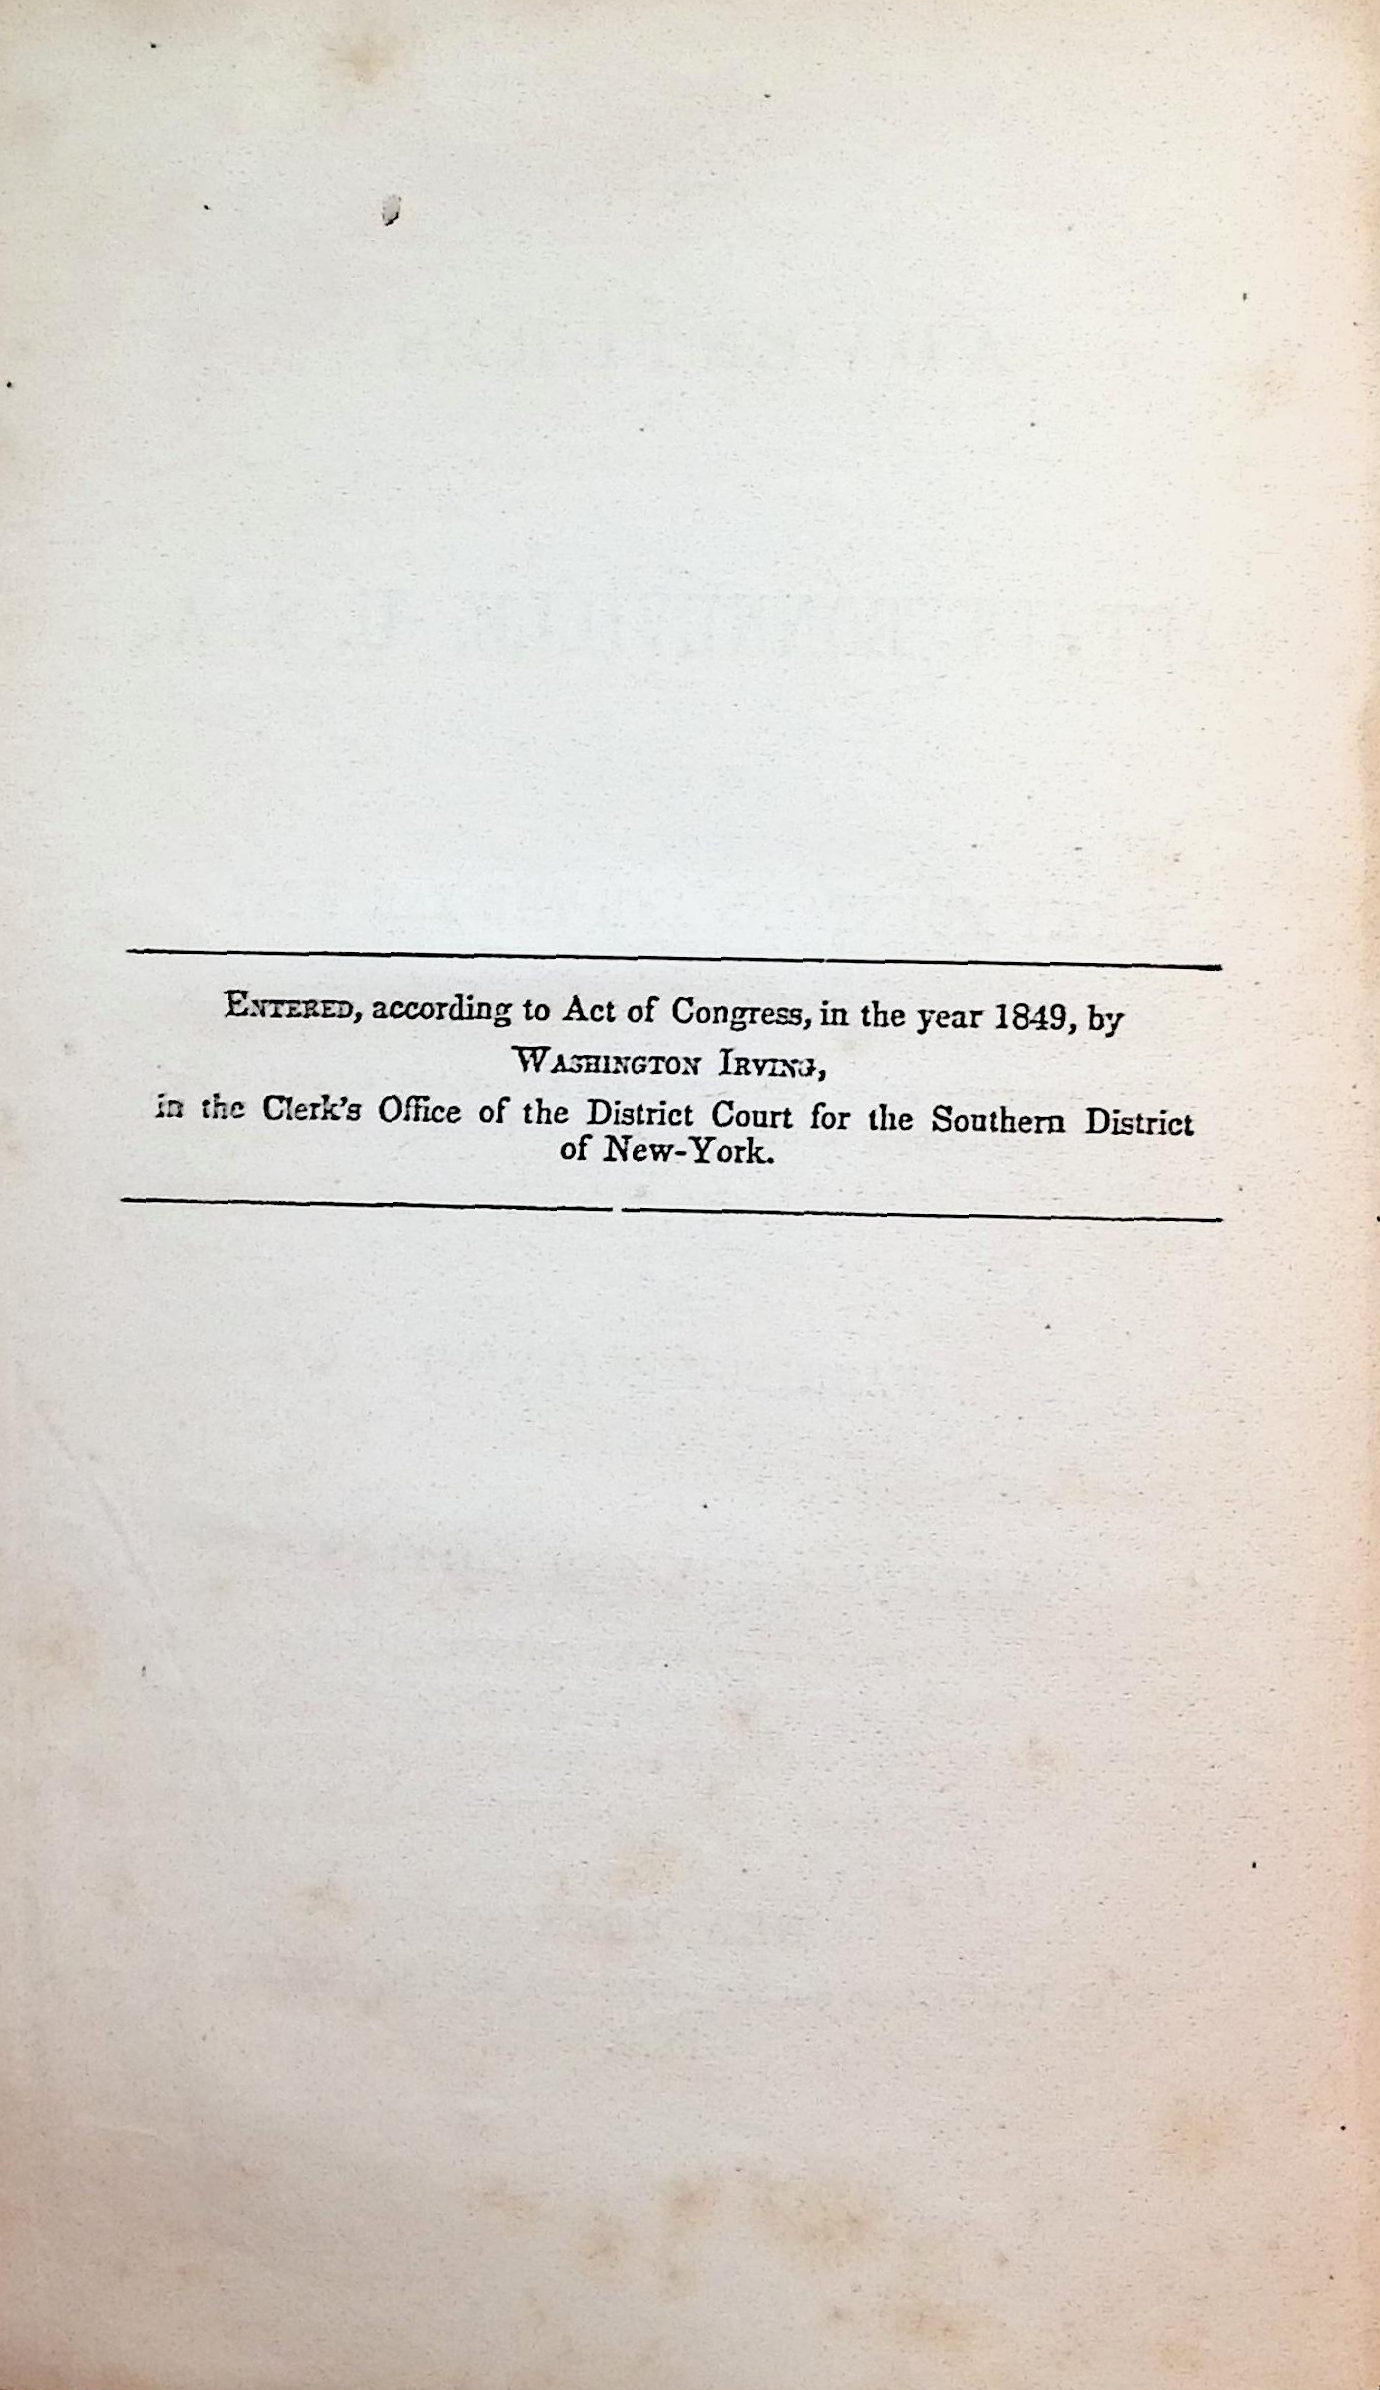 ENTERED, according to Act of Congress, in the year 1849, by
WASHINGTON IRVING,
in the Clerk's Office of the District Court for the Southern District
of New-York.